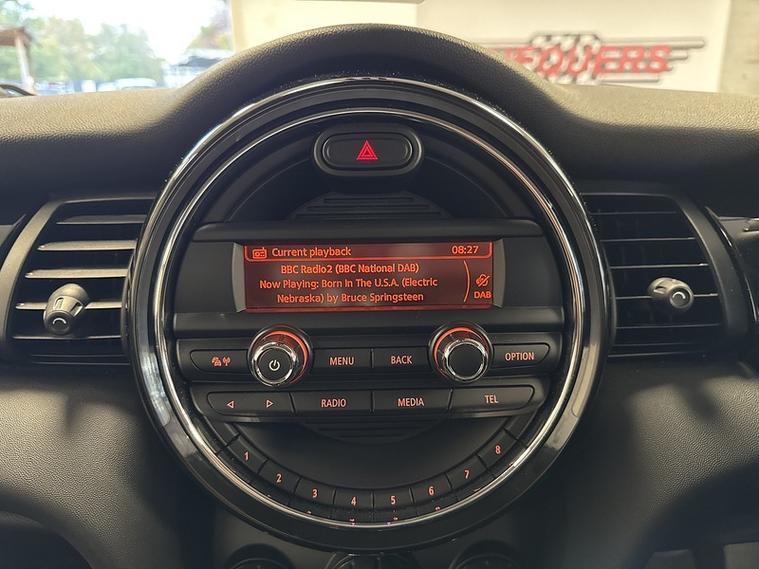 Current playback 08:27
BBC Radio2 (BBC National DAB)
Now Playing: Born In The U.S.A. (Electric
Nebraska) by Bruce Springsteen
DAB
MENU BACK OPTION
RADIO MEDIA TEL
1 2 3 4 5 6 7 8